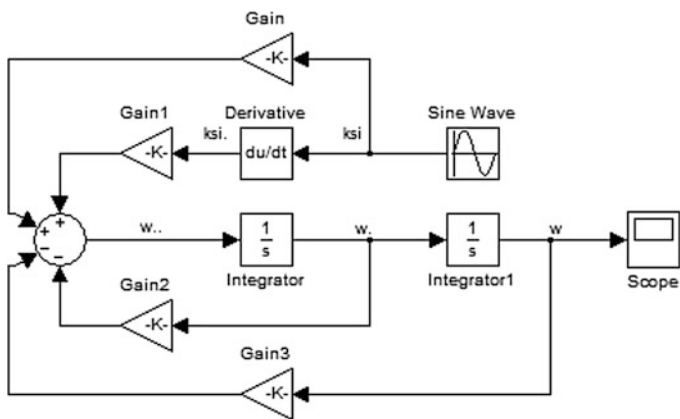 Gain
-K-
Gain1
Derivative
Sine Wave
ksi.
ksi
-K-
du/dt
+
+
−
−
w..
1
s
w.
1
s
w
Integrator
Integrator1
Scope
Gain2
-K-
Gain3
-K-